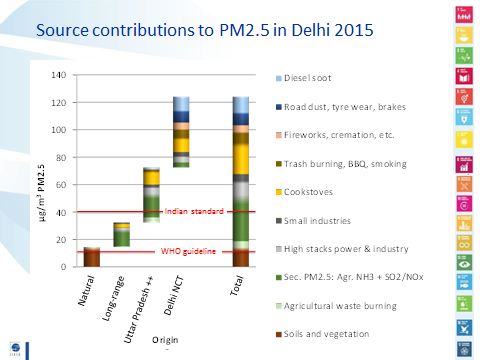 Source contributions to PM2.5 in Delhi 2015
140
120
100
80
60
40
20
0
µg/m³ PM2.5
Indian standard
WHO guideline
Natural
Long-range
Uttar Pradesh ++
Delhi NCT
Total
Origin
Diesel soot
Road dust, tyre wear, brakes
Fireworks, cremation, etc.
Trash burning, BBQ, smoking
Cookstoves
Small industries
High stacks power & industry
Sec. PM2.5: Agr. NH3 + SO2/NOx
Agricultural waste burning
Soils and vegetation